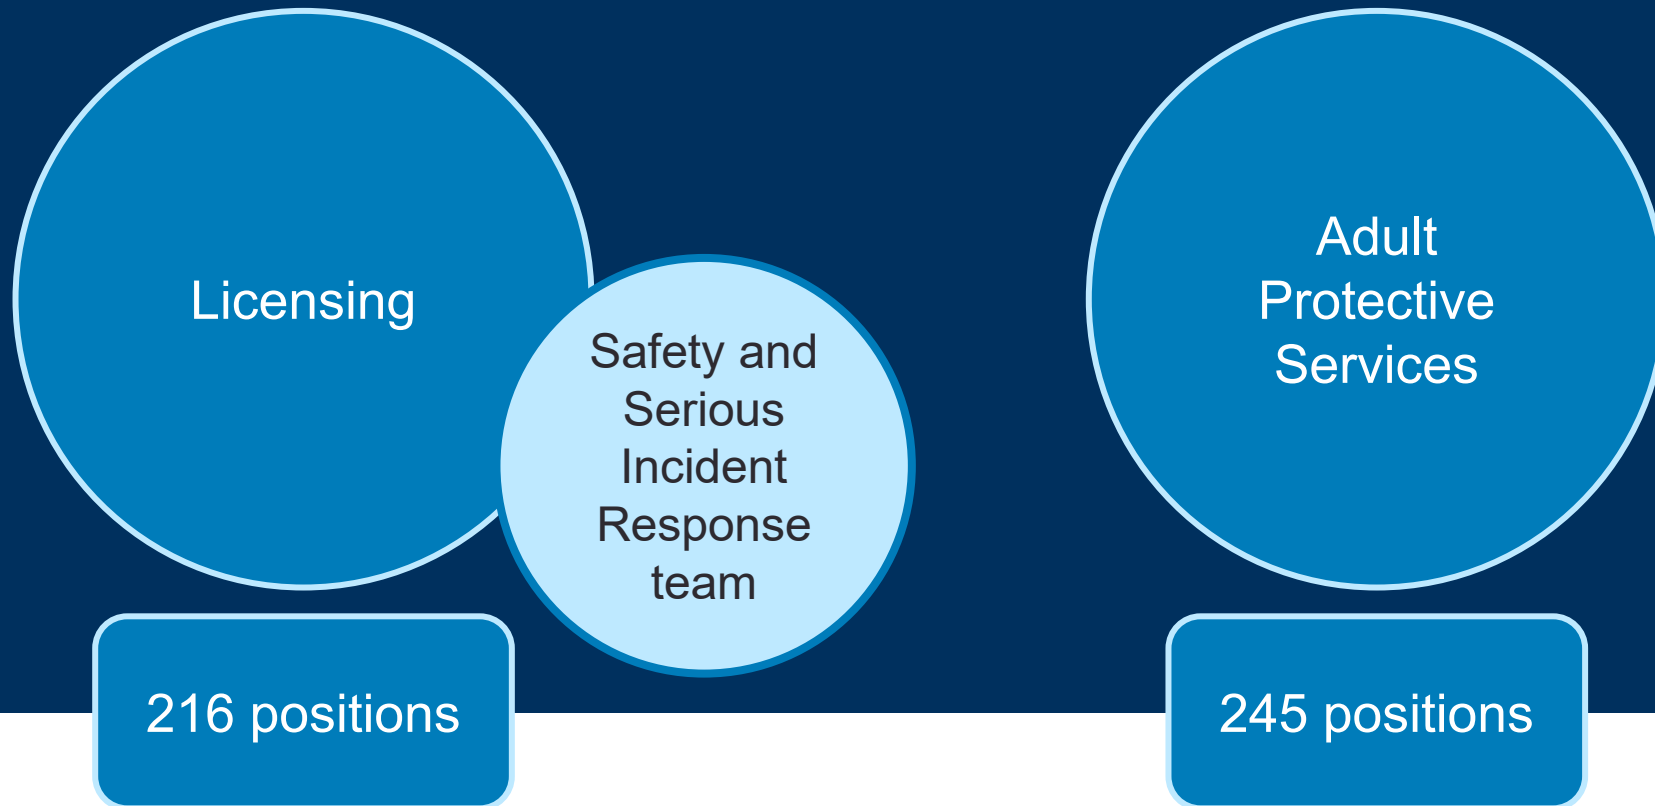 Licensing
Safety and
Serious
Incident
Response
team
Adult
Protective
Services
216 positions
245 positions